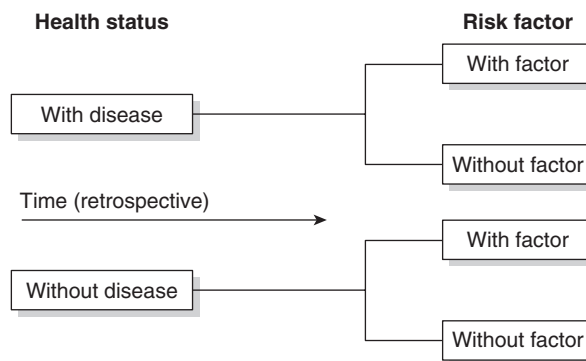 Health status
Risk factor
With factor
With disease
Without factor
Time (retrospective)
With factor
Without disease
Without factor